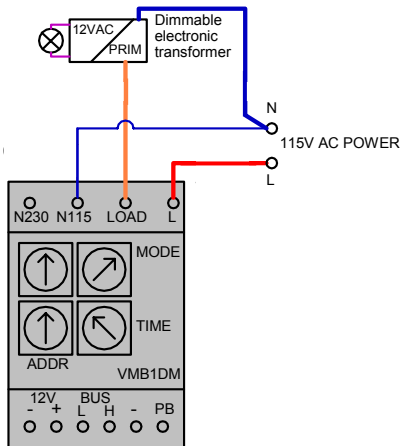 12VAC
PRIM
Dimmable
electronic
transformer
N
115V AC POWER
L
N230 N115 LOAD L
MODE
TIME
ADDR
VMB1DM
12V BUS
- + L H - PB